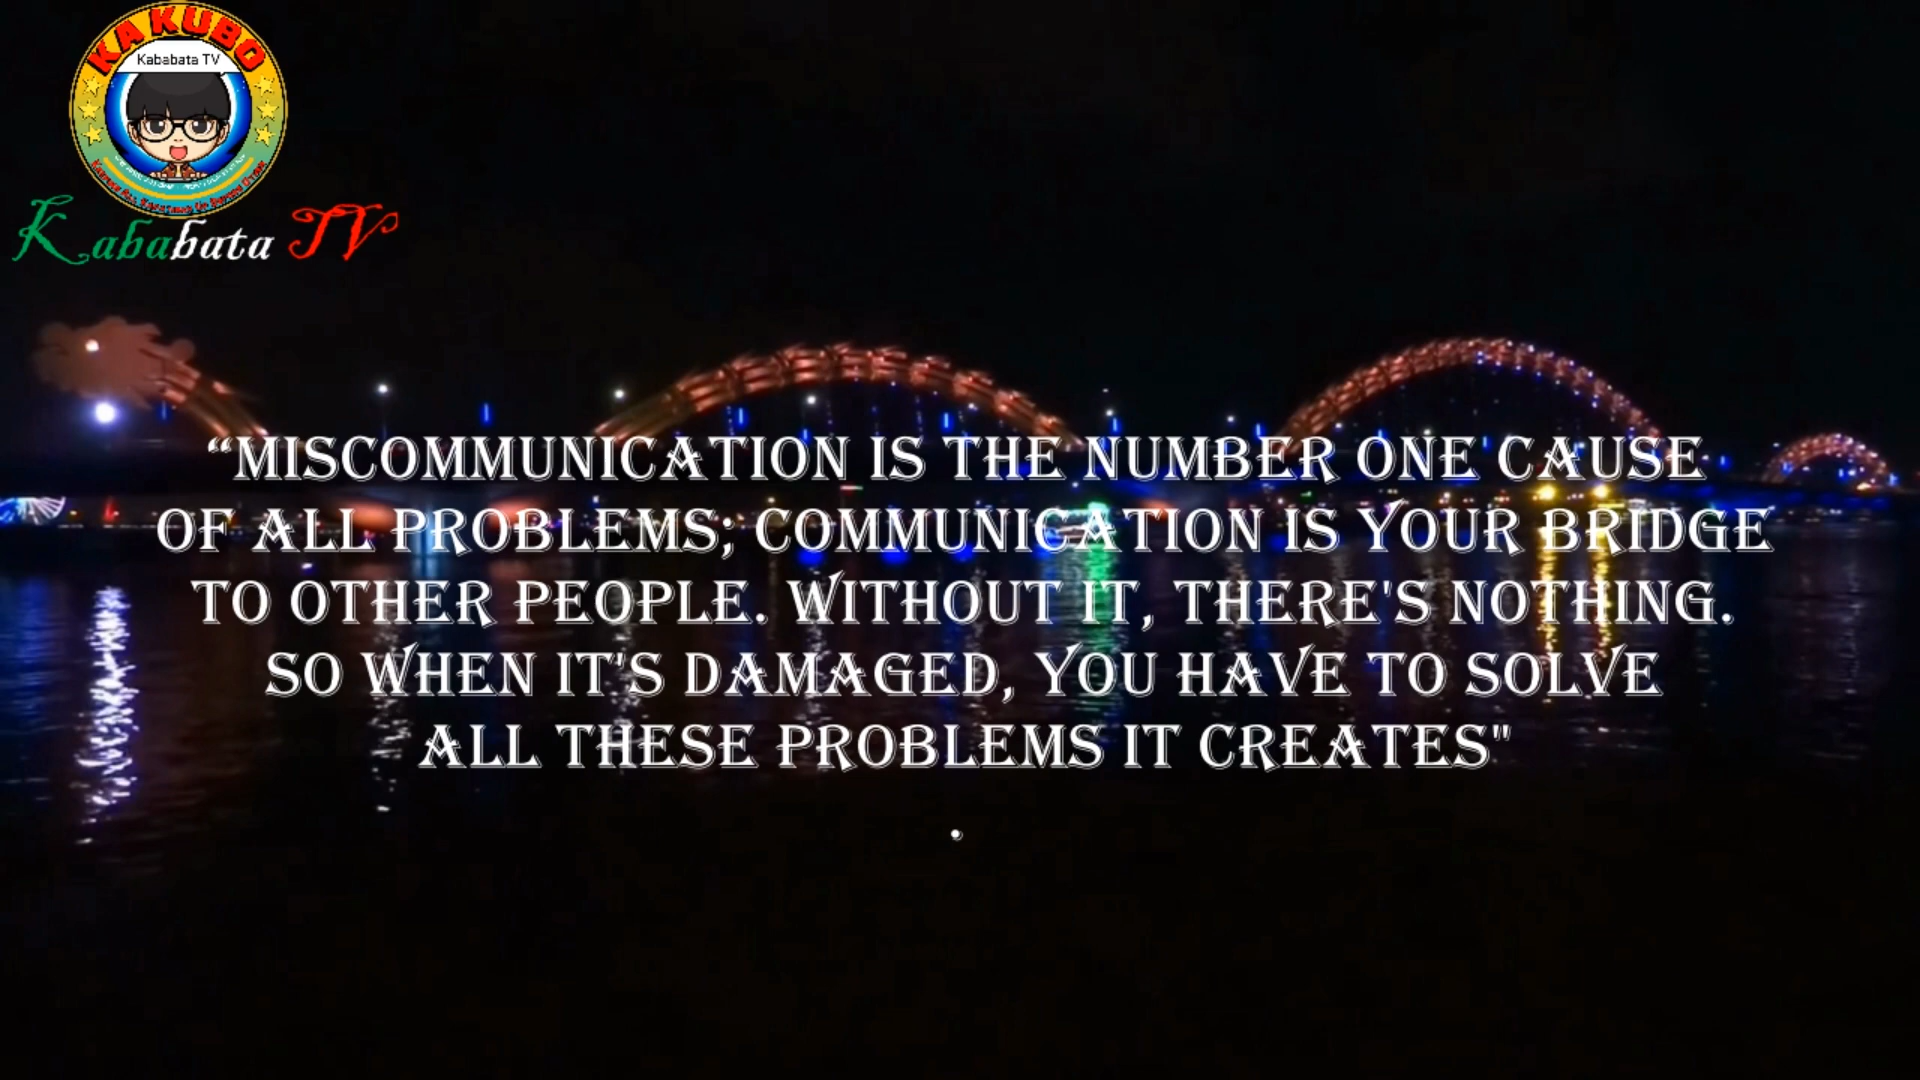 KAKUBO
Kababata TV
Kababata TV
“MISCOMMUNICATION IS THE NUMBER ONE CAUSE
OF ALL PROBLEMS; COMMUNICATION IS YOUR BRIDGE
TO OTHER PEOPLE. WITHOUT IT, THERE'S NOTHING.
SO WHEN IT'S DAMAGED, YOU HAVE TO SOLVE
ALL THESE PROBLEMS IT CREATES"
.